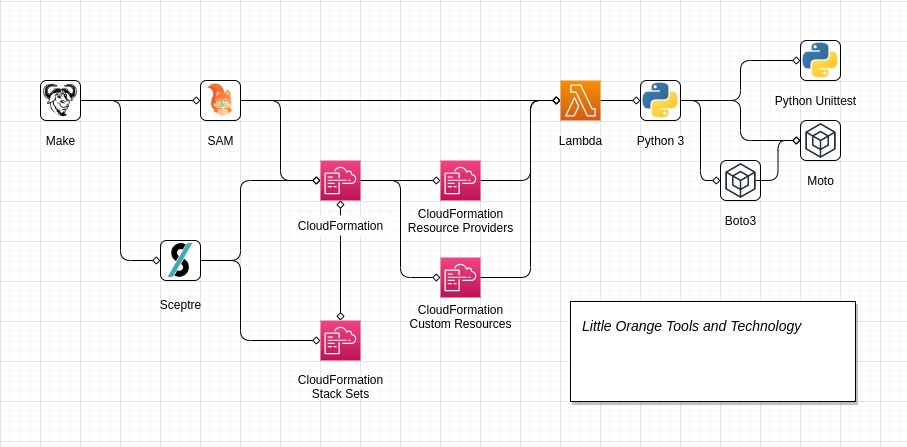 Make
SAM
Lambda
Python 3
Python Unittest
Moto
Boto3
CloudFormation
CloudFormation
Resource Providers
CloudFormation
Custom Resources
Sceptre
CloudFormation
Stack Sets
Little Orange Tools and Technology